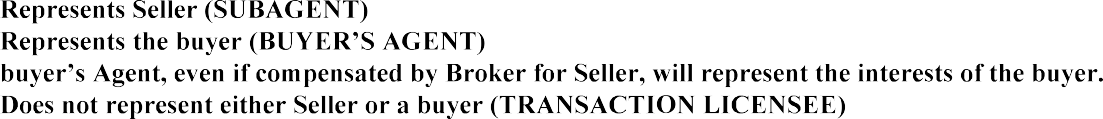 Represents Seller (SUBAGENT)
Represents the buyer (BUYER’S AGENT)
buyer’s Agent, even if compensated by Broker for Seller, will represent the interests of the buyer.
Does not represent either Seller or a buyer (TRANSACTION LICENSEE)